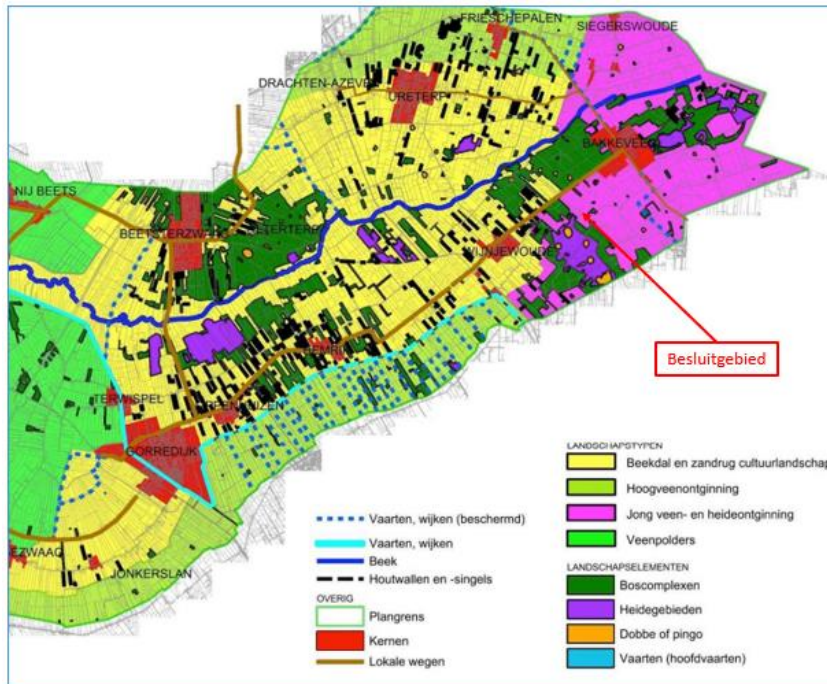 FRIESCHEPALEN
SIEGERSWOUDE
DRACHTEN-AZEVEN
URETERP
BAKKEVEEN
NIJ BEETS
BEETSTERZWAAG
OLTERTERP
WIJNJEWOUDE
Besluitgebied
TERWISPEL
GORREDIJK
JONKERSLAN
LANDSCHAPSTYPEN
Beekdal en zandrug cultuurlandschap
Hoogveenontginning
Jong veen- en heideontginning
Veenpolders
LANDSCHAPSELEMENTEN
Boscomplexen
Heidegebieden
Dobbe of pingo
Vaarten (hoofdvaarten)
Vaarten, wijken (beschermd)
Vaarten, wijken
Beek
Houtwallen en -singels
OVERIG
Plangrens
Kernen
Lokale wegen